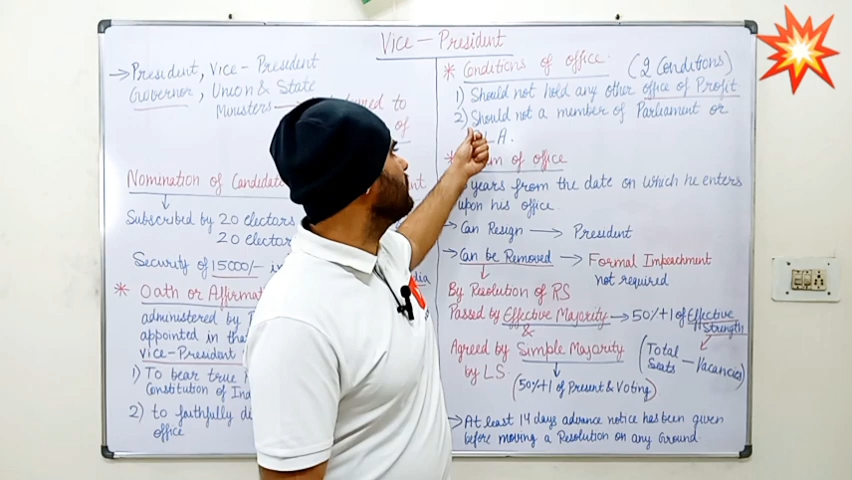 Vice – President
→ President, Vice – President
Governor, Union & State
Ministers
to
of
Nomination of Candidate
Subscribed by 20 electors
20 electors
Security of 15000/-
* Oath or Affirmat
administered by
appointed in tha
Vice-President
1) To bear true
Constitution of Ind
2) to faithfully di
office
* Conditions of office. (2 Conditions)
1) Should not hold any other office of Profit
2) Should not a member of Parliament or
LA.
of office
years from the date on which he enters
upon his office
→ Can Resign → President
→ Can be Removed → Formal Impeachment
not required
By Resolution of RS
Passed by Effective Majority → 50%+1 of Effective
Strength
&
(Total Seats – Vacancies)
Agreed by Simple Majority
by LS.
(50%+1 of Present & Voting)
→ At least 14 days advance notice has been given
before moving a Resolution on any Ground.